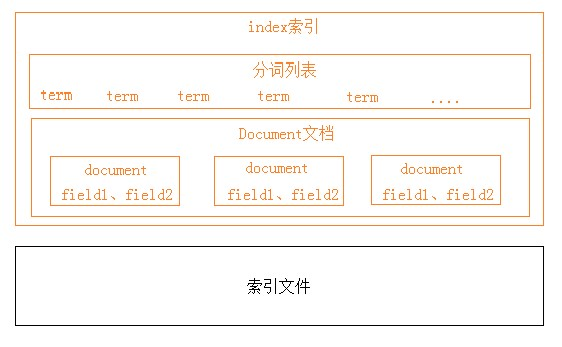 index索引
分词列表
term term term term term ....
Document文档
document document document
field1、field2 field1、field2 field1、field2
索引文件